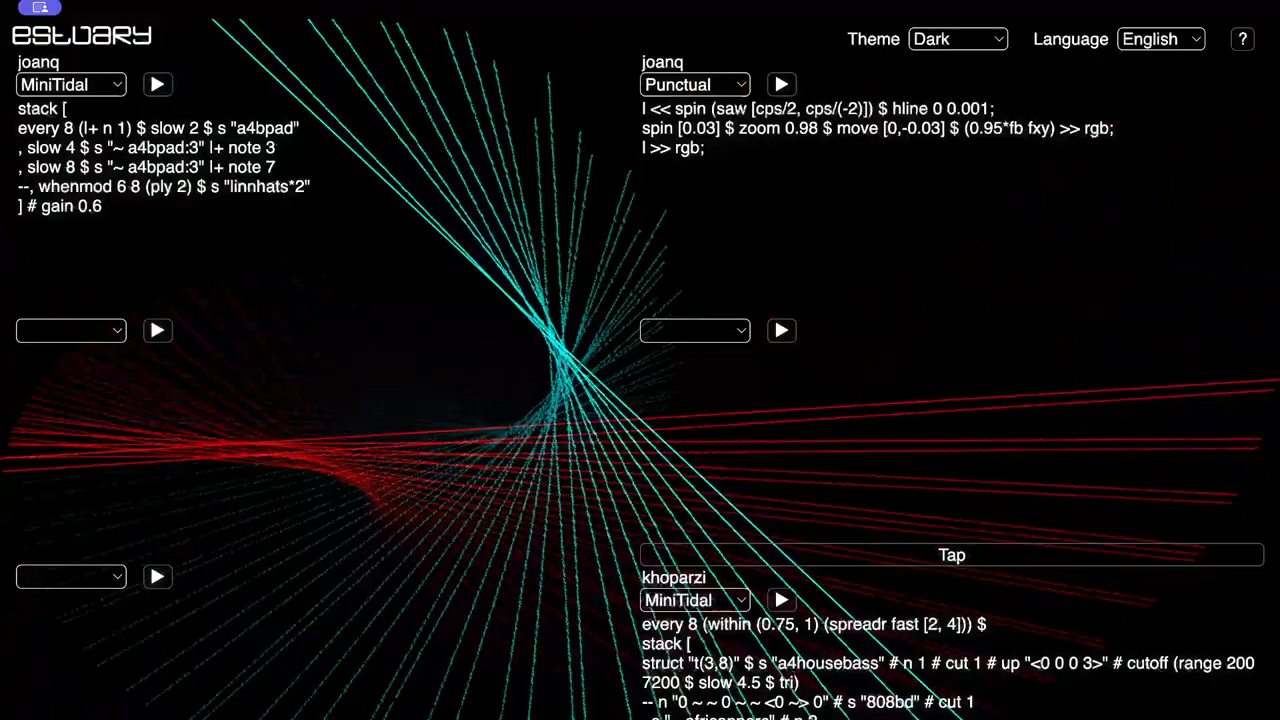 estuary
Theme Dark Language English ?
joanq
MiniTidal
stack [
every 8 (|+ n 1) $ slow 2 $ s "a4bpad"
, slow 4 $ s "~ a4bpad:3" |+ note 3
, slow 8 $ s "~ a4bpad:3" |+ note 7
--, whenmod 6 8 (ply 2) $ s "linnhats*2"
] # gain 0.6
joanq
Punctual
l << spin (saw [cps/2, cps/(-2)]) $ hline 0 0.001;
spin [0.03] $ zoom 0.98 $ move [0,-0.03] $ (0.95*fb fxy) >> rgb;
l >> rgb;
Tap
khoparzi
MiniTidal
every 8 (within (0.75, 1) (spreadr fast [2, 4])) $
stack [
struct "t(3,8)" $ s "a4housebass" # n 1 # cut 1 # up "<0 0 0 3>" # cutoff (range 200
7200 $ slow 4.5 $ tri)
-- n "0 ~ ~ 0 ~ ~ <0 ~> 0" # s "808bd" # cut 1